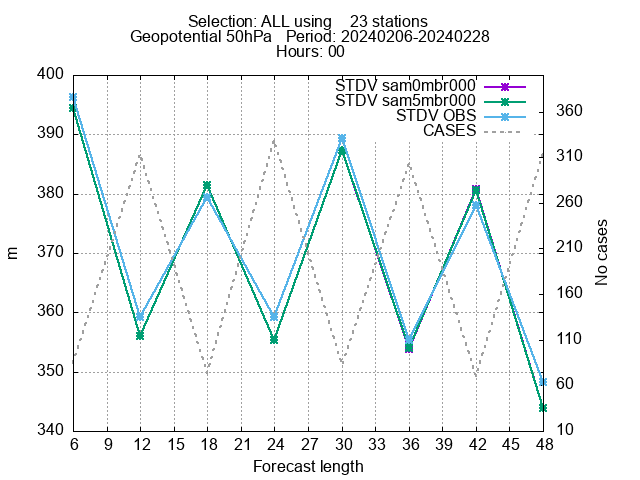 Selection: ALL using 23 stations
Geopotential 50hPa Period: 20240206-20240228
Hours: 00
STDV sam0mbr000
STDV sam5mbr000
STDV OBS
CASES
400
390
380
370
360
350
340
m
360
310
260
210
160
110
60
10
No cases
6 9 12 15 18 21 24 27 30 33 36 39 42 45 48
Forecast length